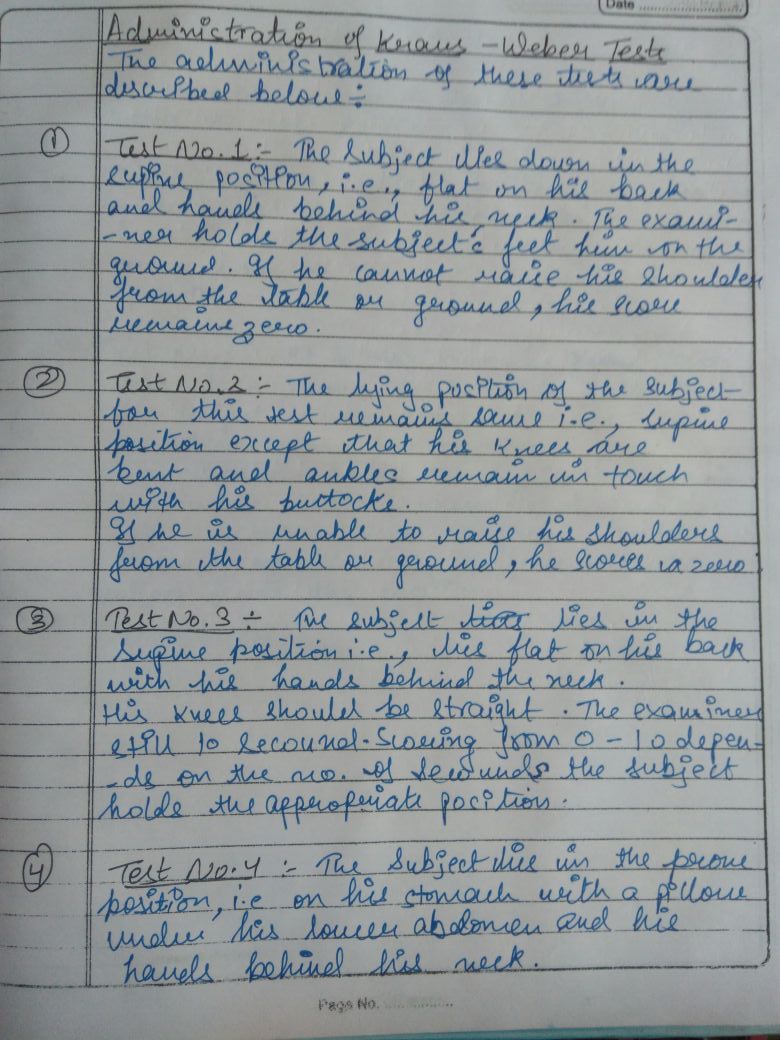 Date
Administration of Kraus - Weber Tests
The administration of these tests are
described below:-
① Test No. 1:- The subject lies down in the
supine position, i.e., flat on his back
and hands behind his neck. The exami-
-ner holds the subject's feet him on the
ground. If he cannot raise his shoulder
from the table or ground, his score
remains zero.
② Test No. 2 :- The lying position of the subject
for this test remains same i.e., supine
position except that his knees are
bent and ankles remain in touch
with his buttocks.
If he is unable to raise his shoulders
from the table or ground, he scores a zero
③ Test No. 3 :- The subject lies in the
supine position i.e., lies flat on his back
with his hands behind the neck.
His knees should be straight. The examiner
still 10 secound. Scoring from 0 - 10 depen-
-ds on the no. of seconds the subject
holds the appropriate position.
④ Test No. 4 :- The subject lies in the prone
position, i.e on his stomach with a pillow
under his lower abdomen and his
hands behind his neck.
Page No.